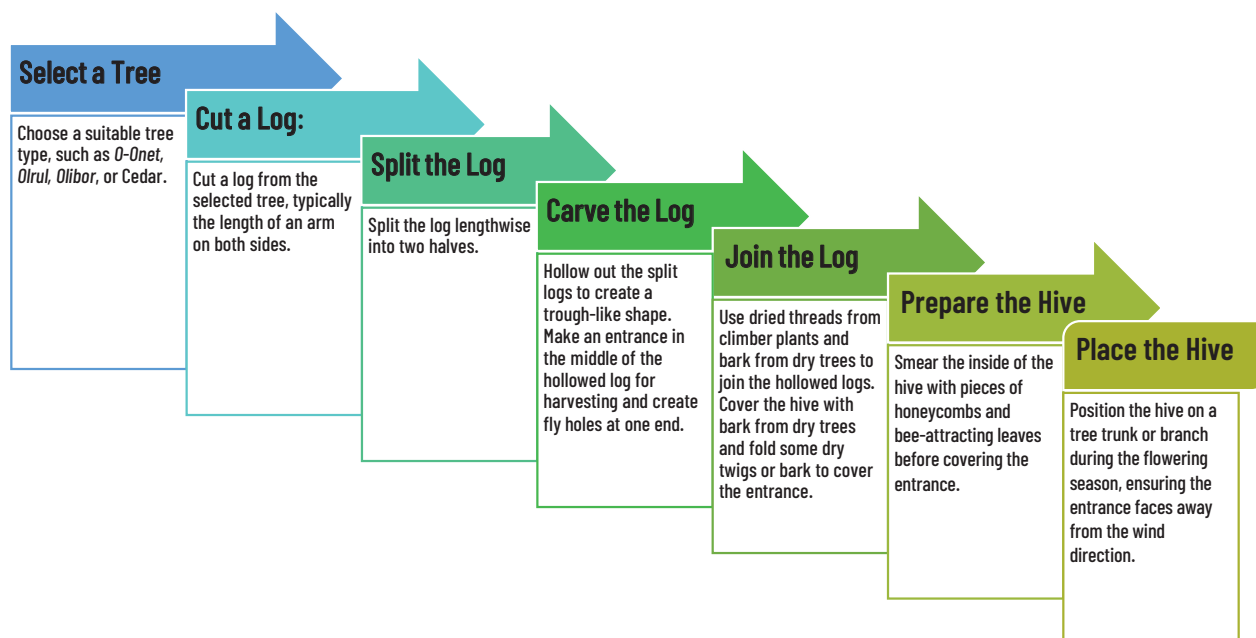 Select a Tree
Choose a suitable tree
type, such as O-Onet,
Olrul, Olibor, or Cedar.
Cut a Log:
Cut a log from the
selected tree, typically
the length of an arm
on both sides.
Split the Log
Split the log lengthwise
into two halves.
Carve the Log
Hollow out the split
logs to create a
trough-like shape.
Make an entrance in
the middle of the
hollowed log for
harvesting and create
fly holes at one end.
Join the Log
Use dried threads from
climber plants and
bark from dry trees to
join the hollowed logs.
Cover the hive with
bark from dry trees
and fold some dry
twigs or bark to cover
the entrance.
Prepare the Hive
Smear the inside of the
hive with pieces of
honeycombs and
bee-attracting leaves
before covering the
entrance.
Place the Hive
Position the hive on a
tree trunk or branch
during the flowering
season, ensuring the
entrance faces away
from the wind
direction.